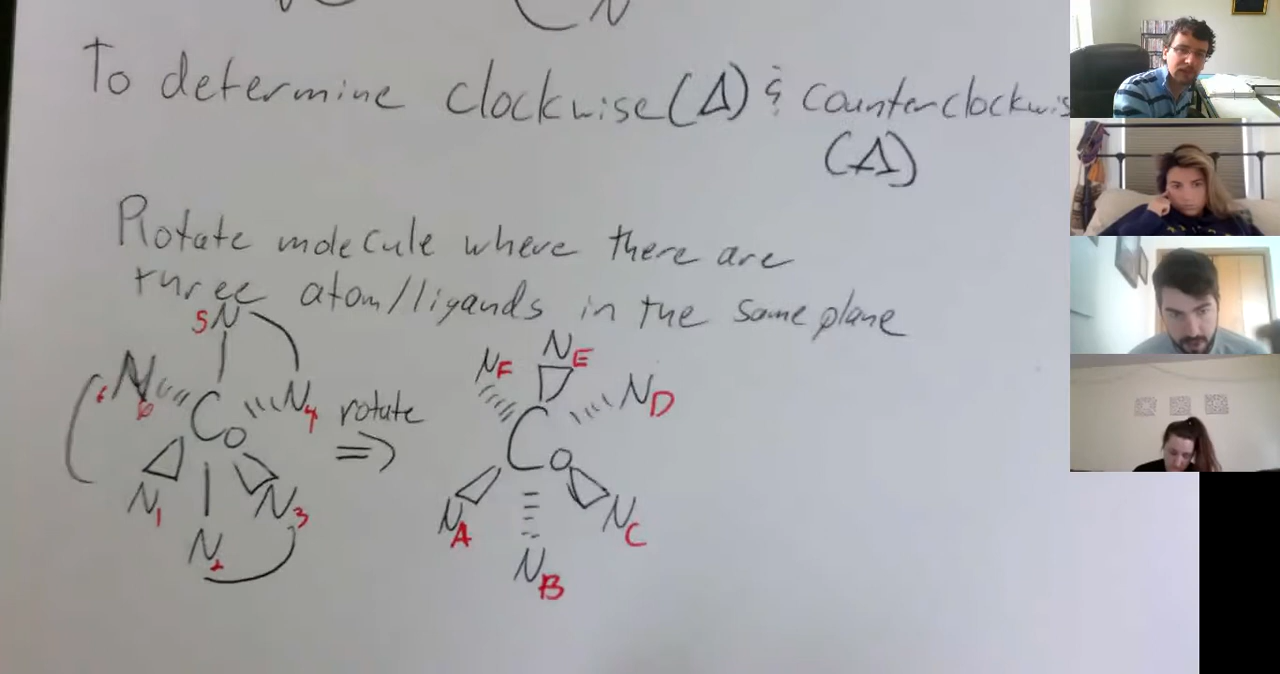 N
To determine clockwise (Δ) & counterclockwis
(Δ)
Rotate molecule where there are
three atom/ligands in the same plane
5N
N6 Co N4
N1 N3
N2
rotate
⇒
NF NE ND
Co
NA NC
NB